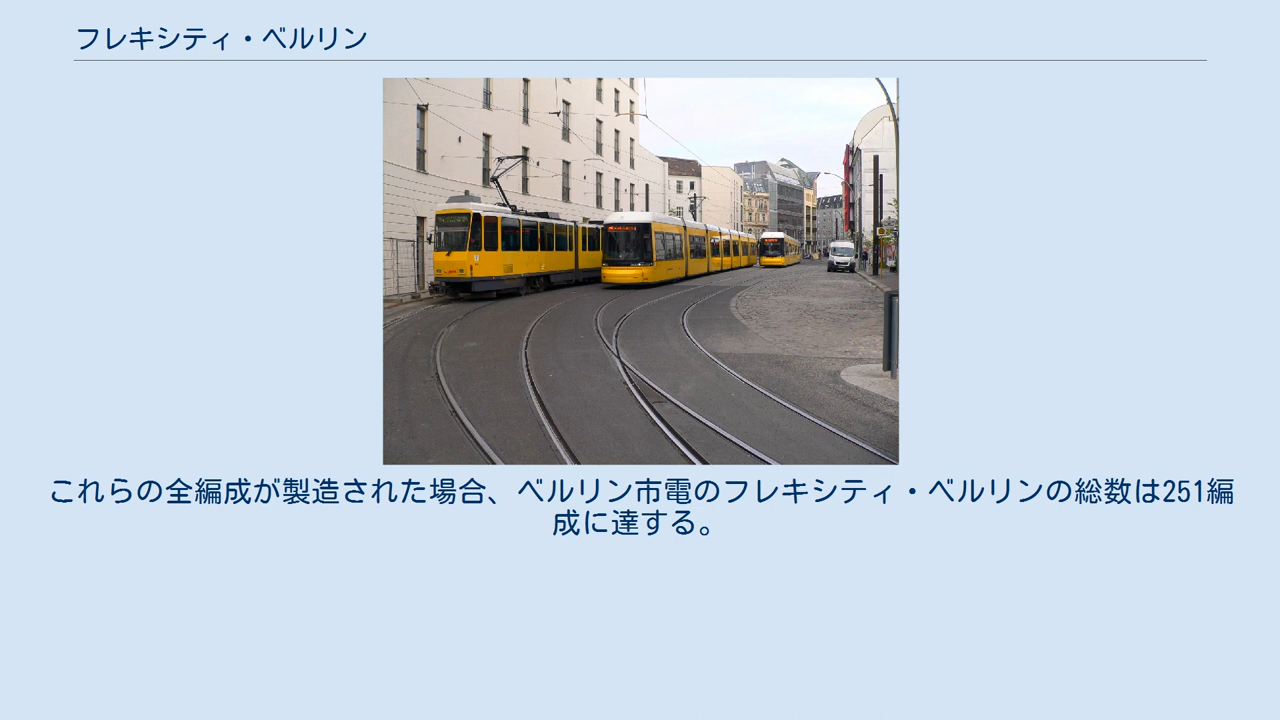 フレキシティ・ベルリン
これらの全編成が製造された場合、ベルリン市電のフレキシティ・ベルリンの総数は251編
成に達する。